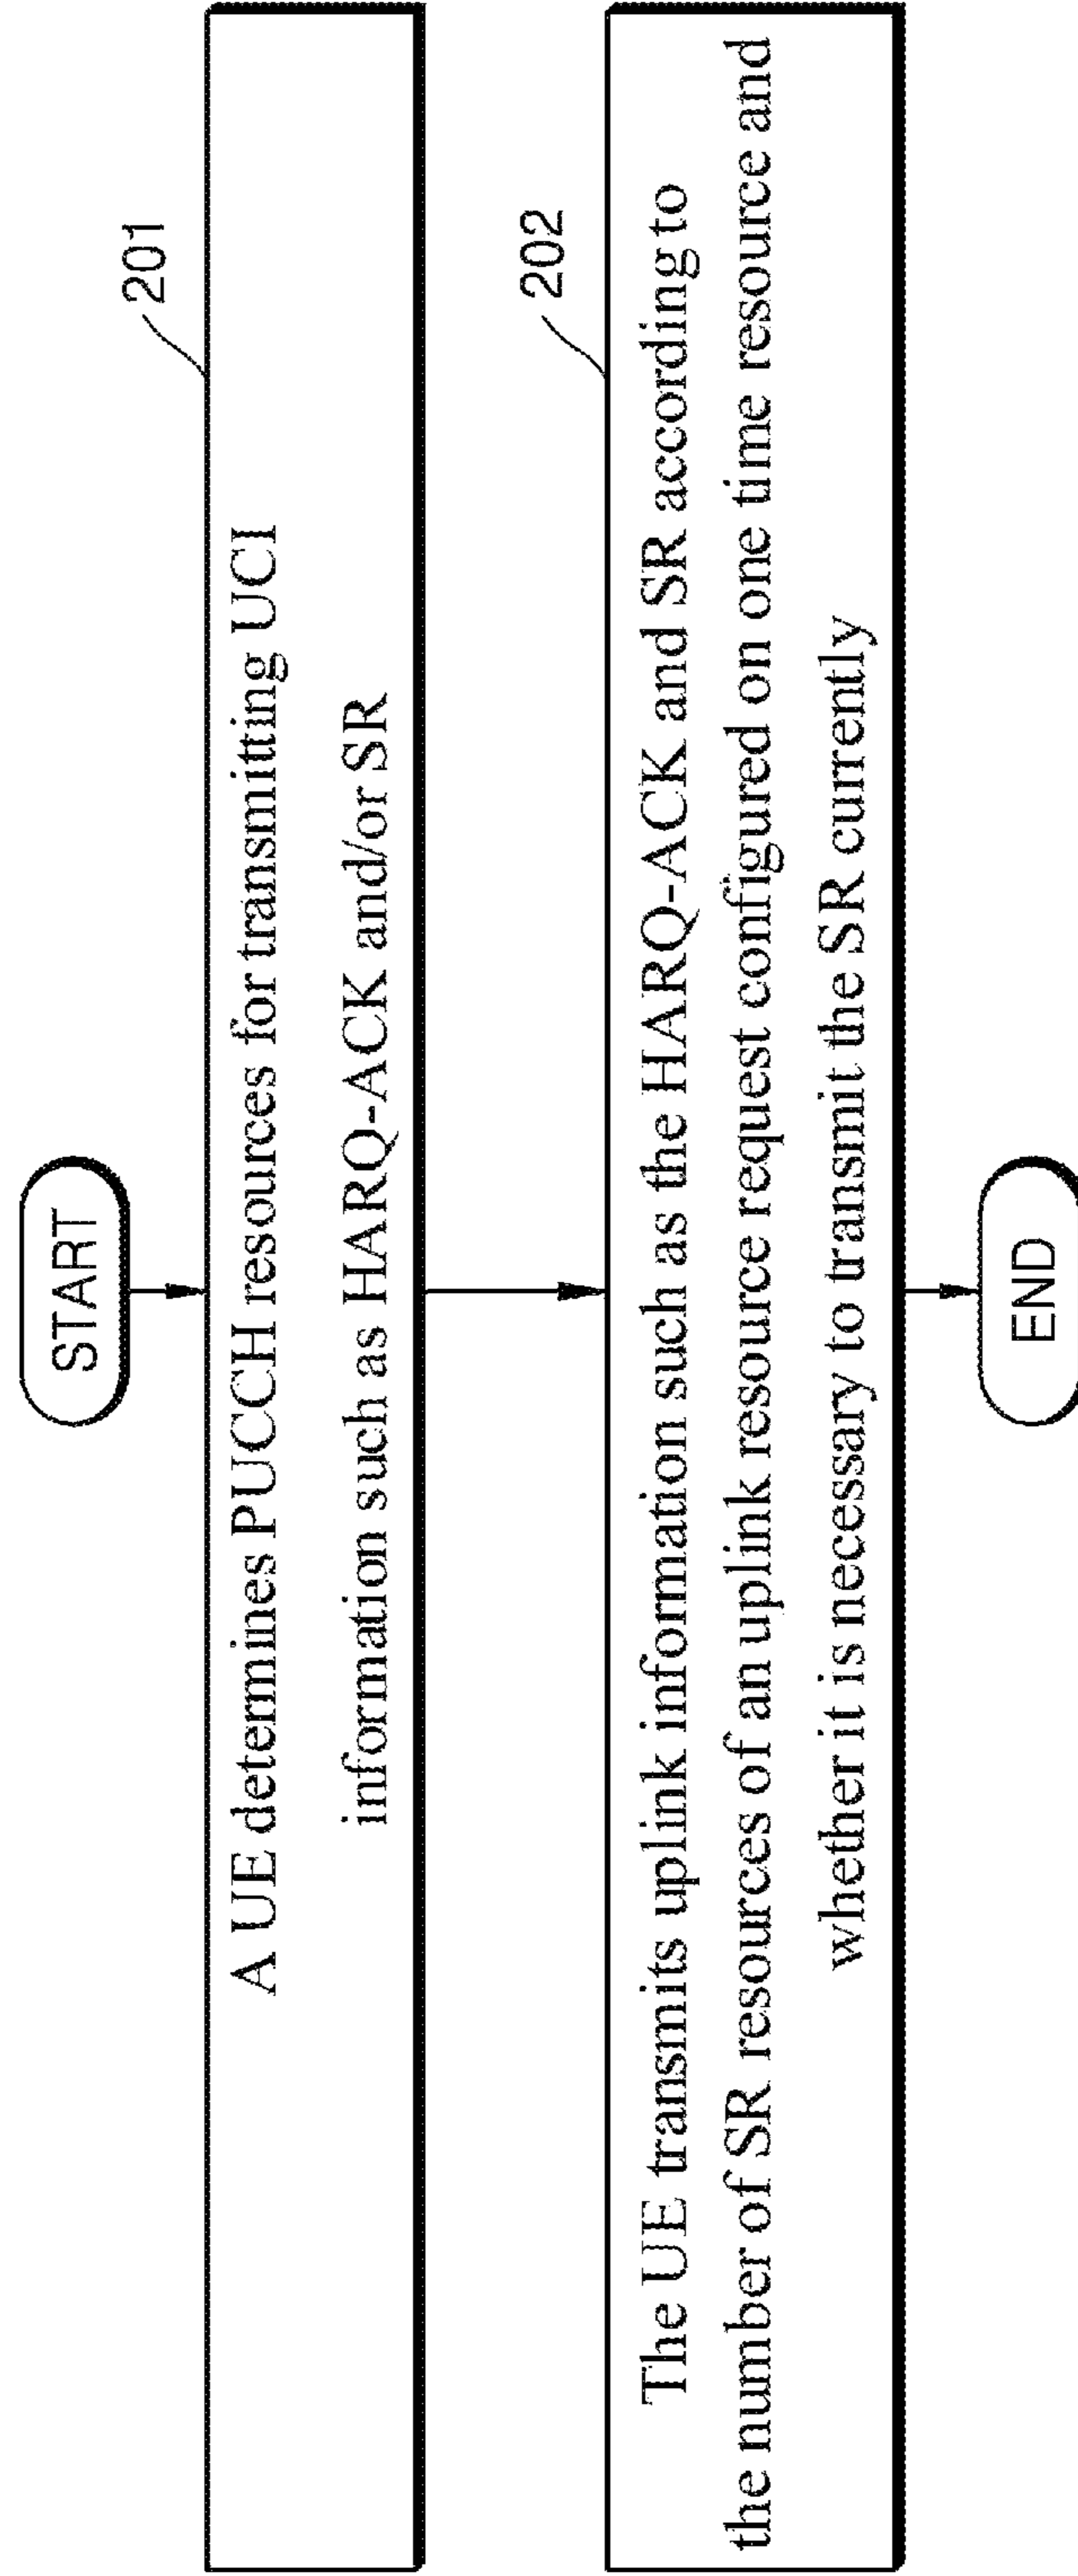 START
201
A UE determines PUCCH resources for transmitting UCI
information such as HARQ-ACK and/or SR
202
The UE transmits uplink information such as the HARQ-ACK and SR according to
the number of SR resources of an uplink resource request configured on one time resource and
whether it is necessary to transmit the SR currently
END